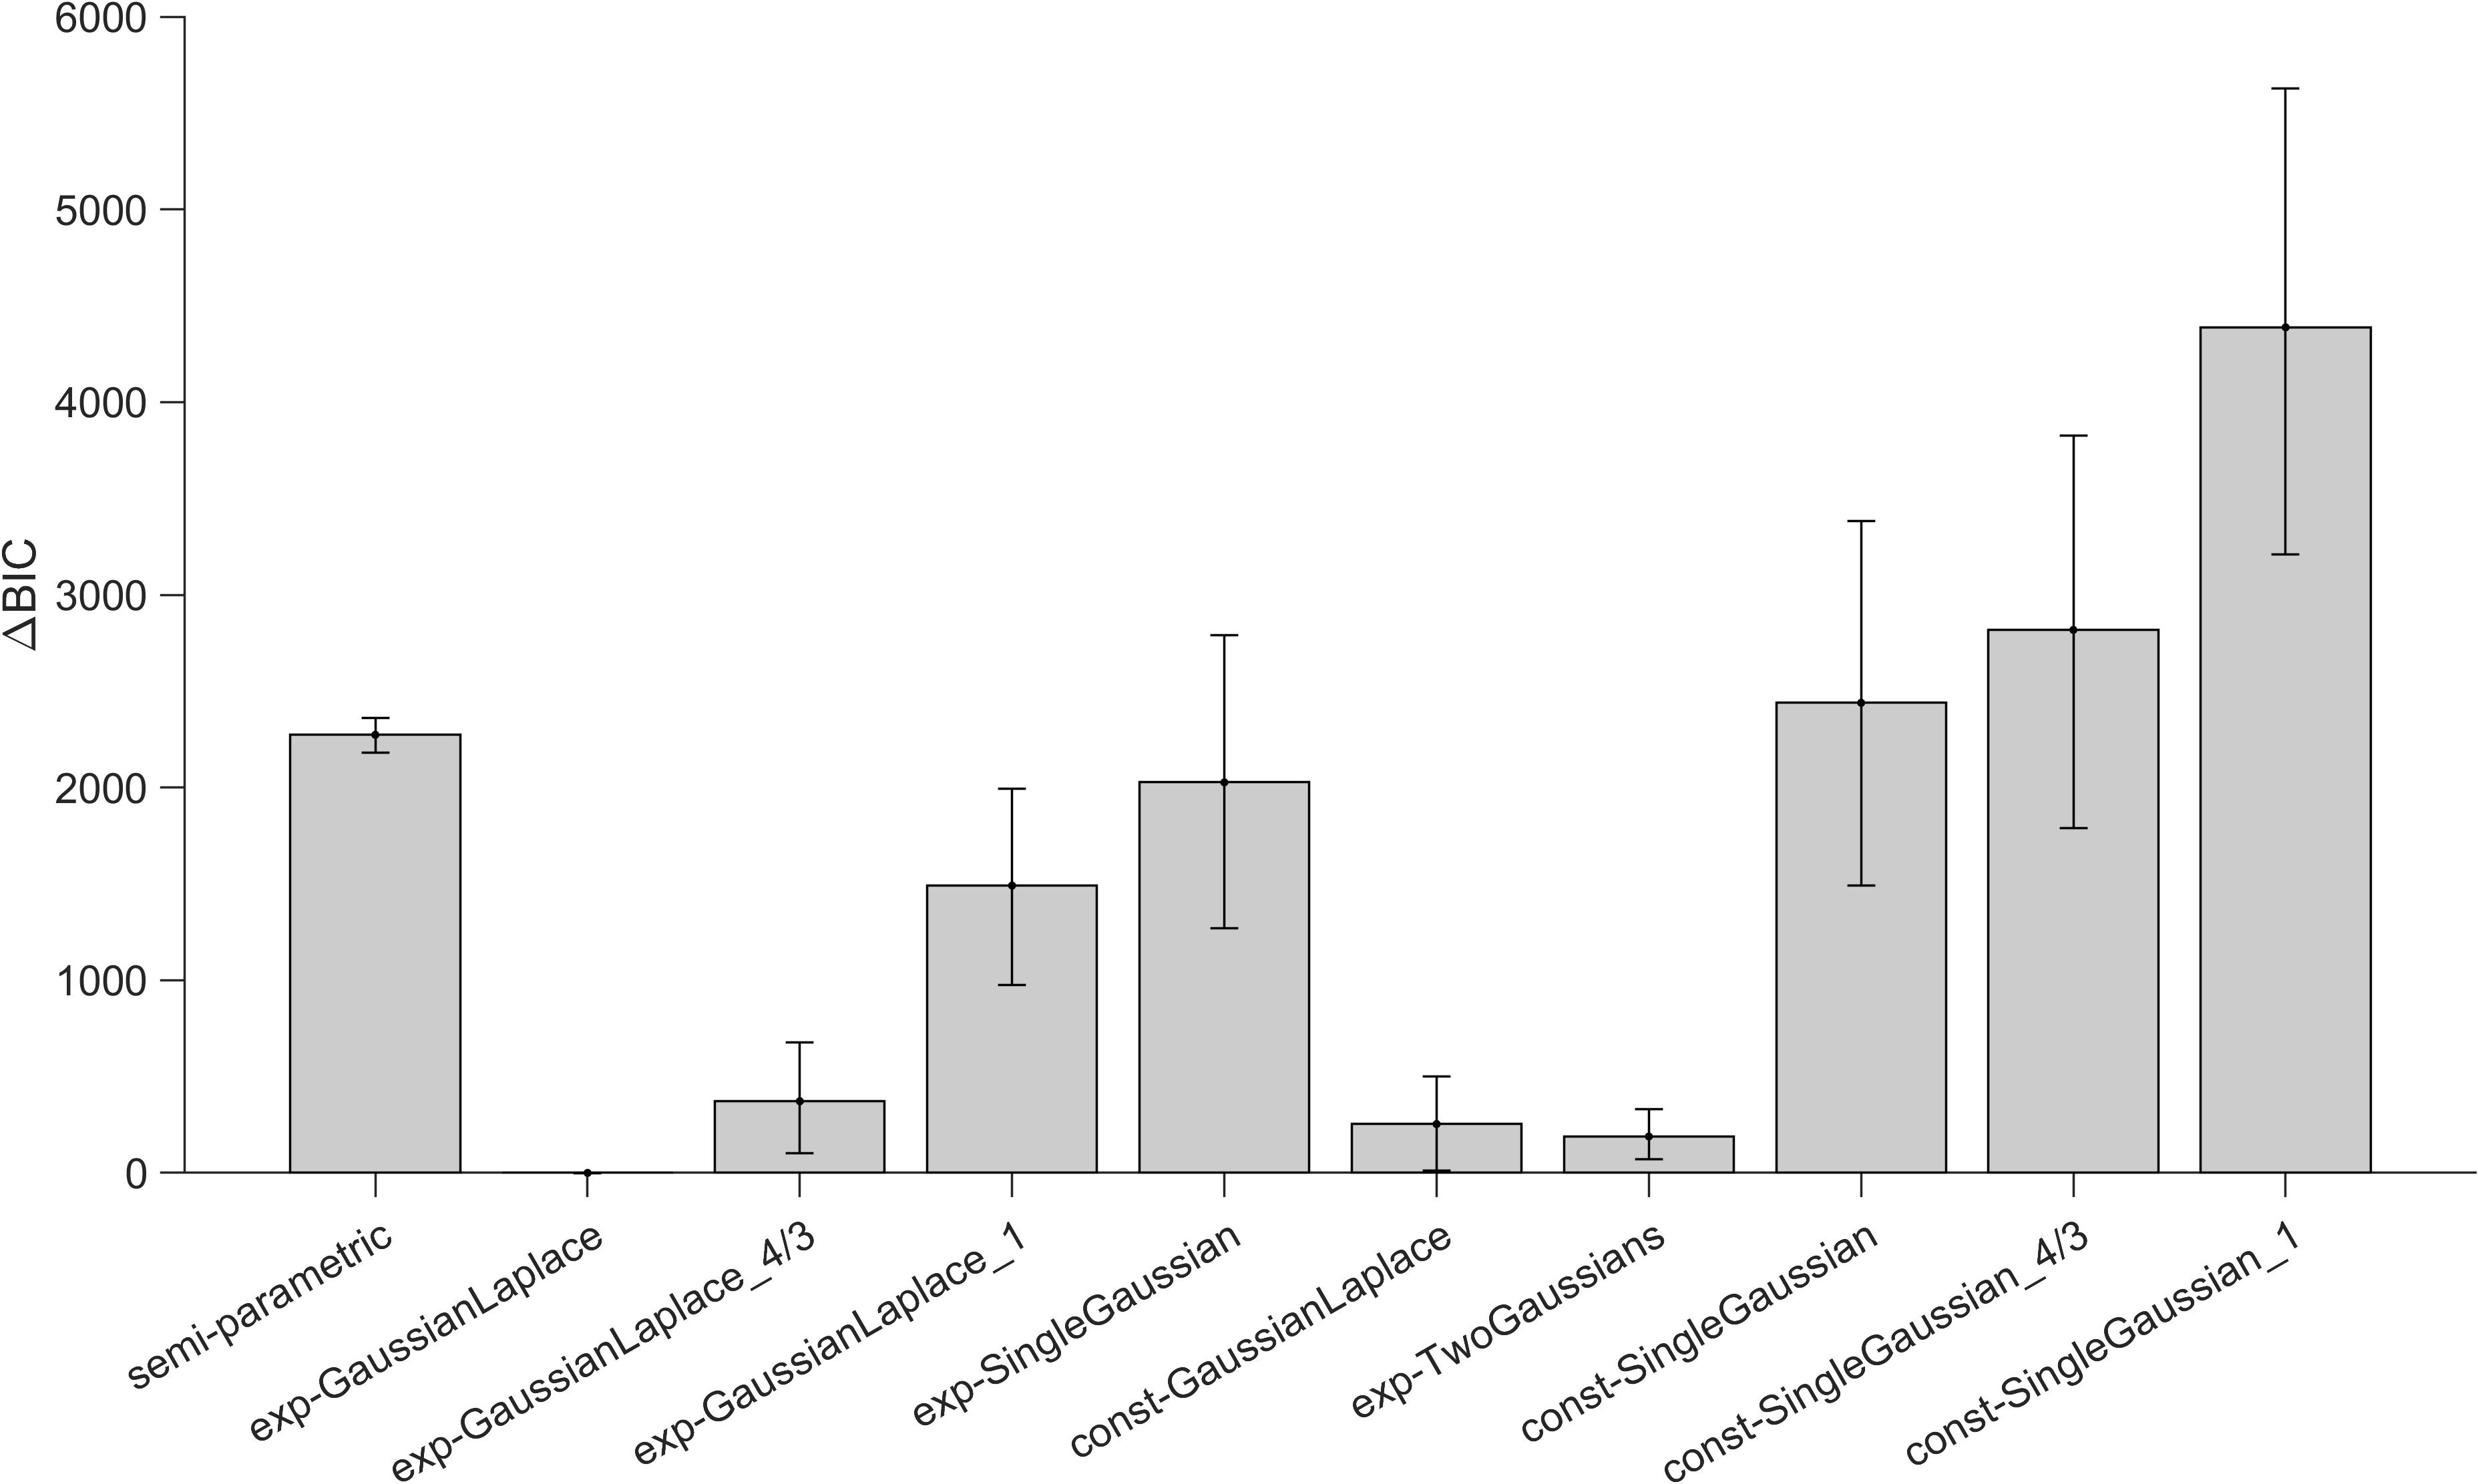 6000
5000
4000
3000
2000
1000
0
ΔBIC
semi-parametric
exp-GaussianLaplace
exp-GaussianLaplace_4/3
exp-GaussianLaplace_1
exp-SingleGaussian
const-GaussianLaplace
exp-TwoGaussians
const-SingleGaussian
const-SingleGaussian_4/3
const-SingleGaussian_1